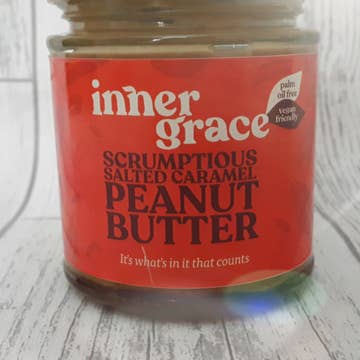 inner
grace
palm
oil free
vegan
friendly
SCRUMPTIOUS
SALTED CARAMEL
PEANUT
BUTTER
It's what's in it that counts